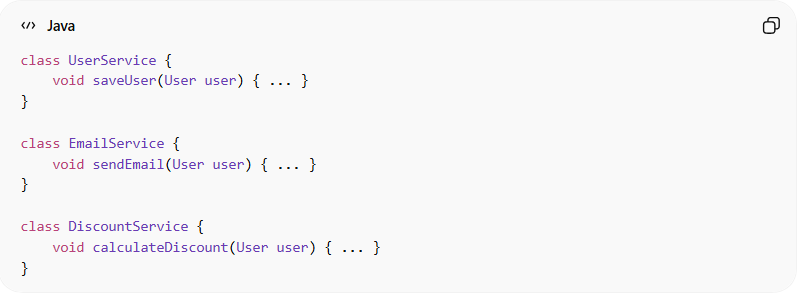 </> Java
class UserService {
    void saveUser(User user) { ... }
}

class EmailService {
    void sendEmail(User user) { ... }
}

class DiscountService {
    void calculateDiscount(User user) { ... }
}